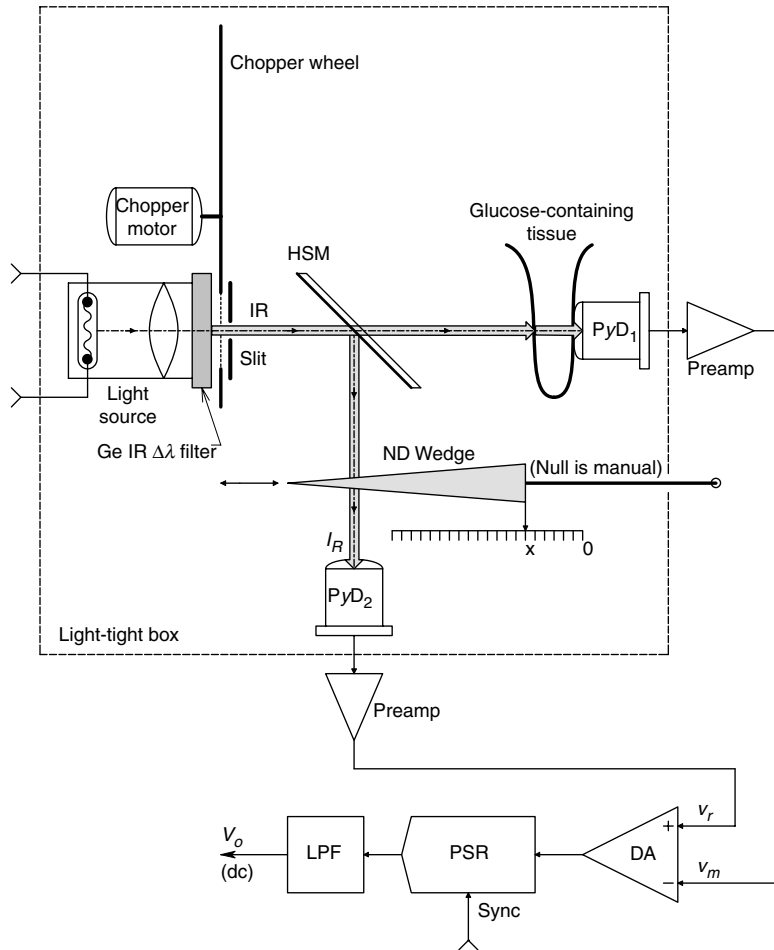 Chopper wheel
Chopper
motor
Glucose-containing
tissue
HSM
IR
PyD1
Slit
Preamp
Light
source
Ge IR Δλ filter
ND Wedge
(Null is manual)
IR
x
0
PyD2
Light-tight box
Preamp
Vo
(dc)
LPF
PSR
DA
+
vr
−
vm
Sync